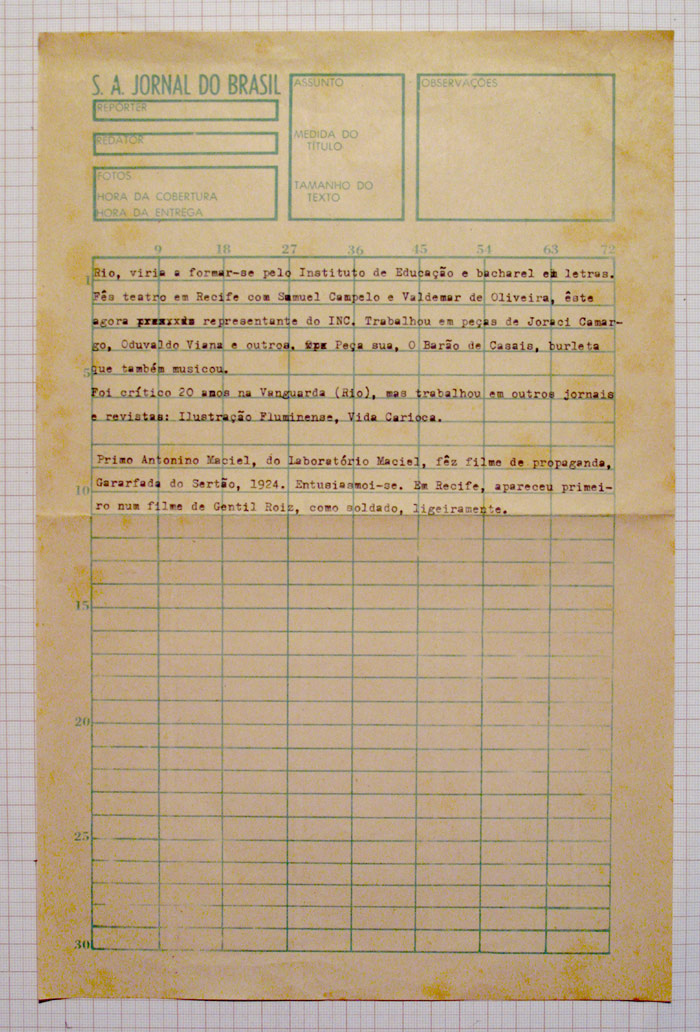 S. A. JORNAL DO BRASIL
REPÓRTER
REDATOR
FOTOS
HORA DA COBERTURA
HORA DA ENTREGA
ASSUNTO
MEDIDA DO
TÍTULO
TAMANHO DO
TEXTO
OBSERVAÇÕES
9 18 27 36 45 54 63 72
1
Rio, viria a formar-se pelo Instituto de Educação e bacharel em letras.
Fês teatro em Recife com Samuel Campelo e Valdemar de Oliveira, êste
agora representante do INC. Trabalhou em peças de Joraci Camar-
go, Oduvaldo Viana e outros. Peça sua, O Barão de Casais, burleta
5
que também musicou.
Foi crítico 20 anos na Vanguarda (Rio), mas trabalhou em outros jornais
e revistas: Ilustração Fluminense, Vida Carioca.
Primo Antonino Maciel, do Laboratório Maciel, fêz filme de propaganda,
10
Gararfada do Sertão, 1924. Entusiasmoi-se. Em Recife, apareceu primei-
ro num filme de Gentil Roiz, como soldado, ligeiramente.
15
20
25
30